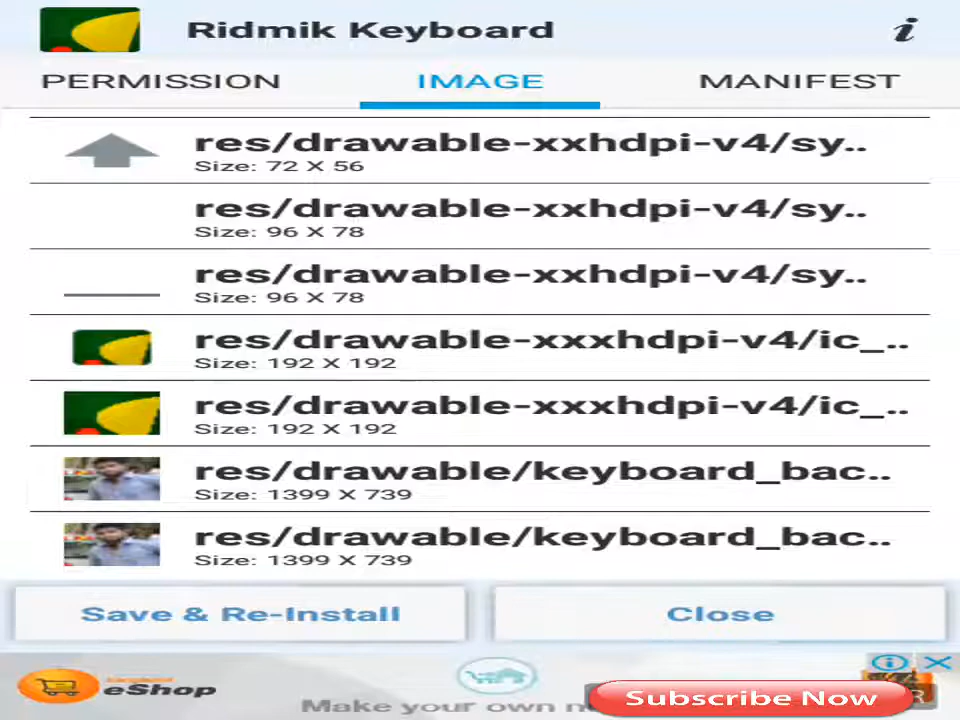 Ridmik Keyboard
PERMISSION IMAGE MANIFEST
res/drawable-xxhdpi-v4/sy..
Size: 72 X 56
res/drawable-xxhdpi-v4/sy..
Size: 96 X 78
res/drawable-xxhdpi-v4/sy..
Size: 96 X 78
res/drawable-xxxhdpi-v4/ic_..
Size: 192 X 192
res/drawable-xxxhdpi-v4/ic_..
Size: 192 X 192
res/drawable/keyboard_bac..
Size: 1399 X 739
res/drawable/keyboard_bac..
Size: 1399 X 739
Save & Re-Install Close
eShop
Make your own
Subscribe Now